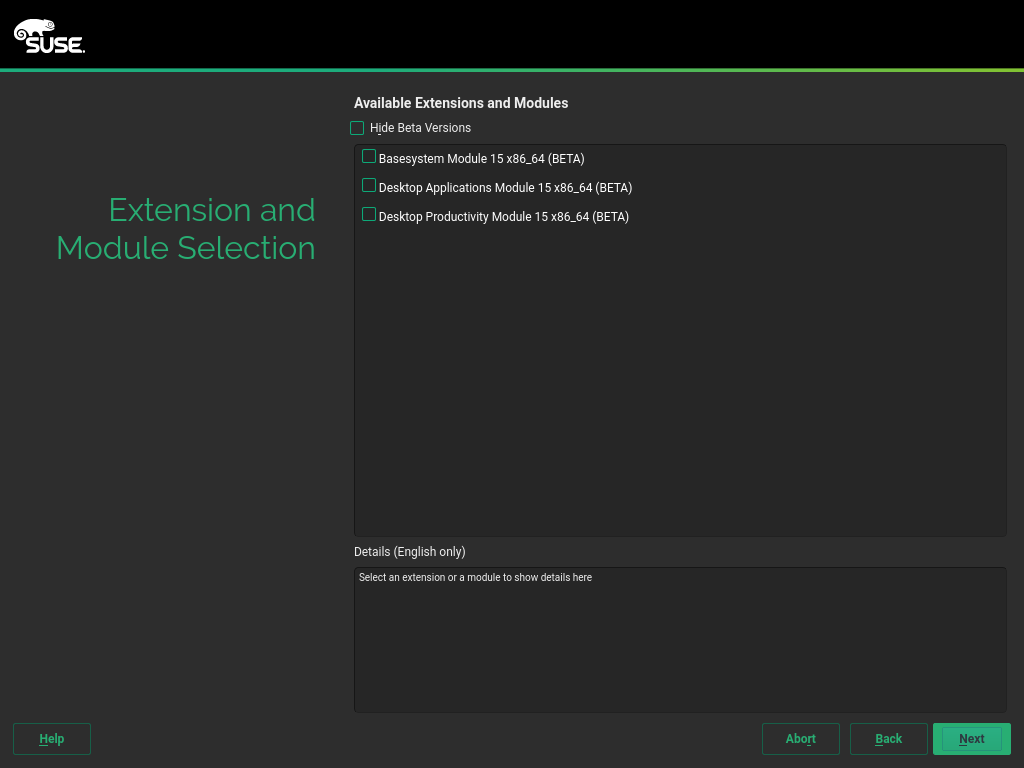 SUSE.
Available Extensions and Modules
Hide Beta Versions
Basesystem Module 15 x86_64 (BETA)
Desktop Applications Module 15 x86_64 (BETA)
Desktop Productivity Module 15 x86_64 (BETA)
Extension and
Module Selection
Details (English only)
Select an extension or a module to show details here
Help
Abort
Back
Next